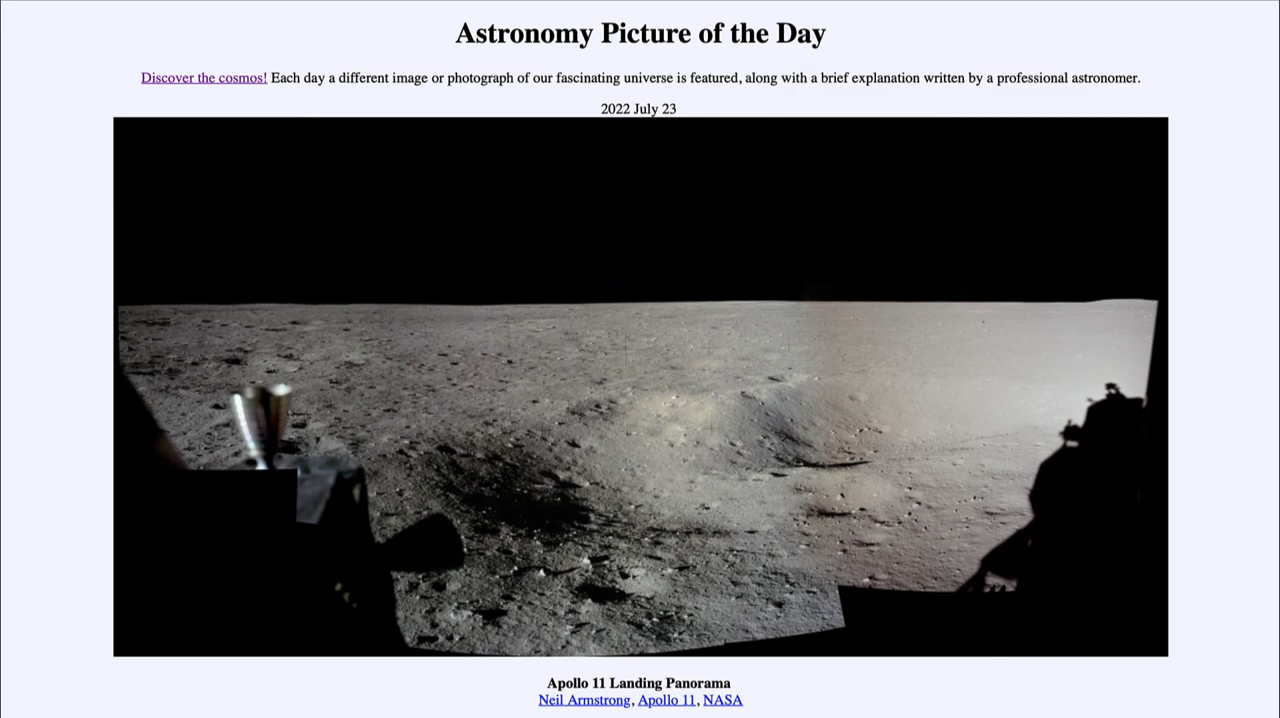 Astronomy Picture of the Day
Discover the cosmos! Each day a different image or photograph of our fascinating universe is featured, along with a brief explanation written by a professional astronomer.
2022 July 23
Apollo 11 Landing Panorama
Neil Armstrong, Apollo 11, NASA